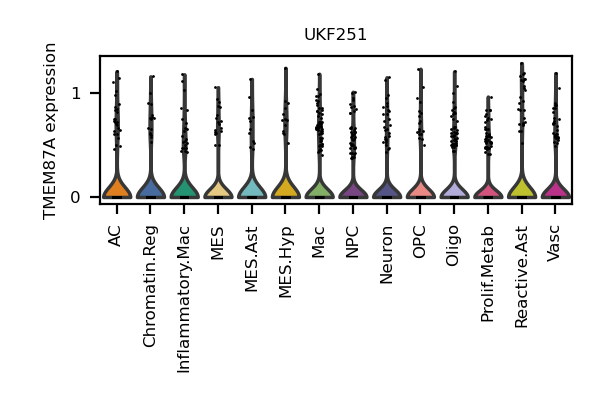 UKF251
TMEM87A expression
1
0
AC
Chromatin.Reg
Inflammatory.Mac
MES
MES.Ast
MES.Hyp
Mac
NPC
Neuron
OPC
Oligo
Prolif.Metab
Reactive.Ast
Vasc